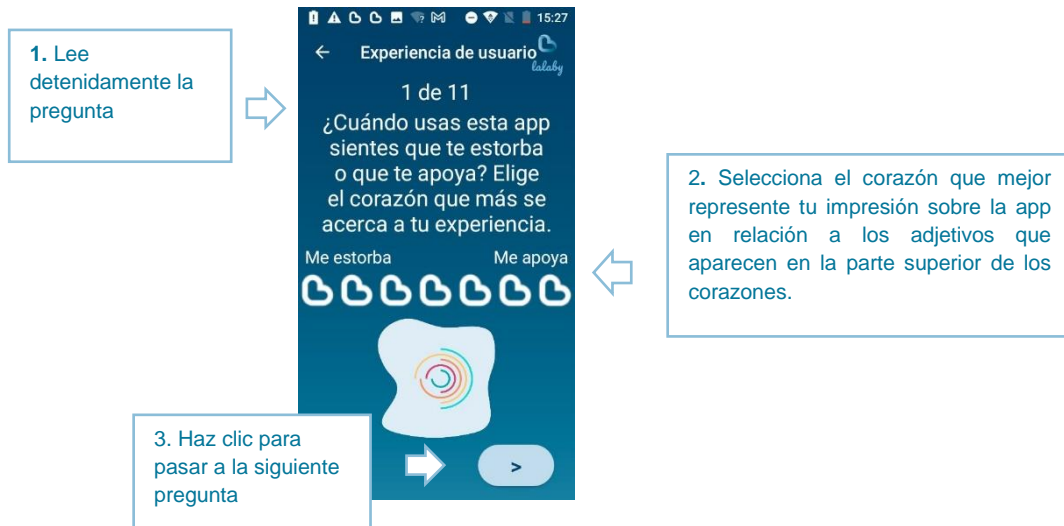 1. Lee
detenidamente la
pregunta
15:27
Experiencia de usuario
lalaby
1 de 11
¿Cuándo usas esta app
sientes que te estorba
o que te apoya? Elige
el corazón que más se
acerca a tu experiencia.
Me estorba Me apoya
2. Selecciona el corazón que mejor
represente tu impresión sobre la app
en relación a los adjetivos que
aparecen en la parte superior de los
corazones.
3. Haz clic para
pasar a la siguiente
pregunta
>